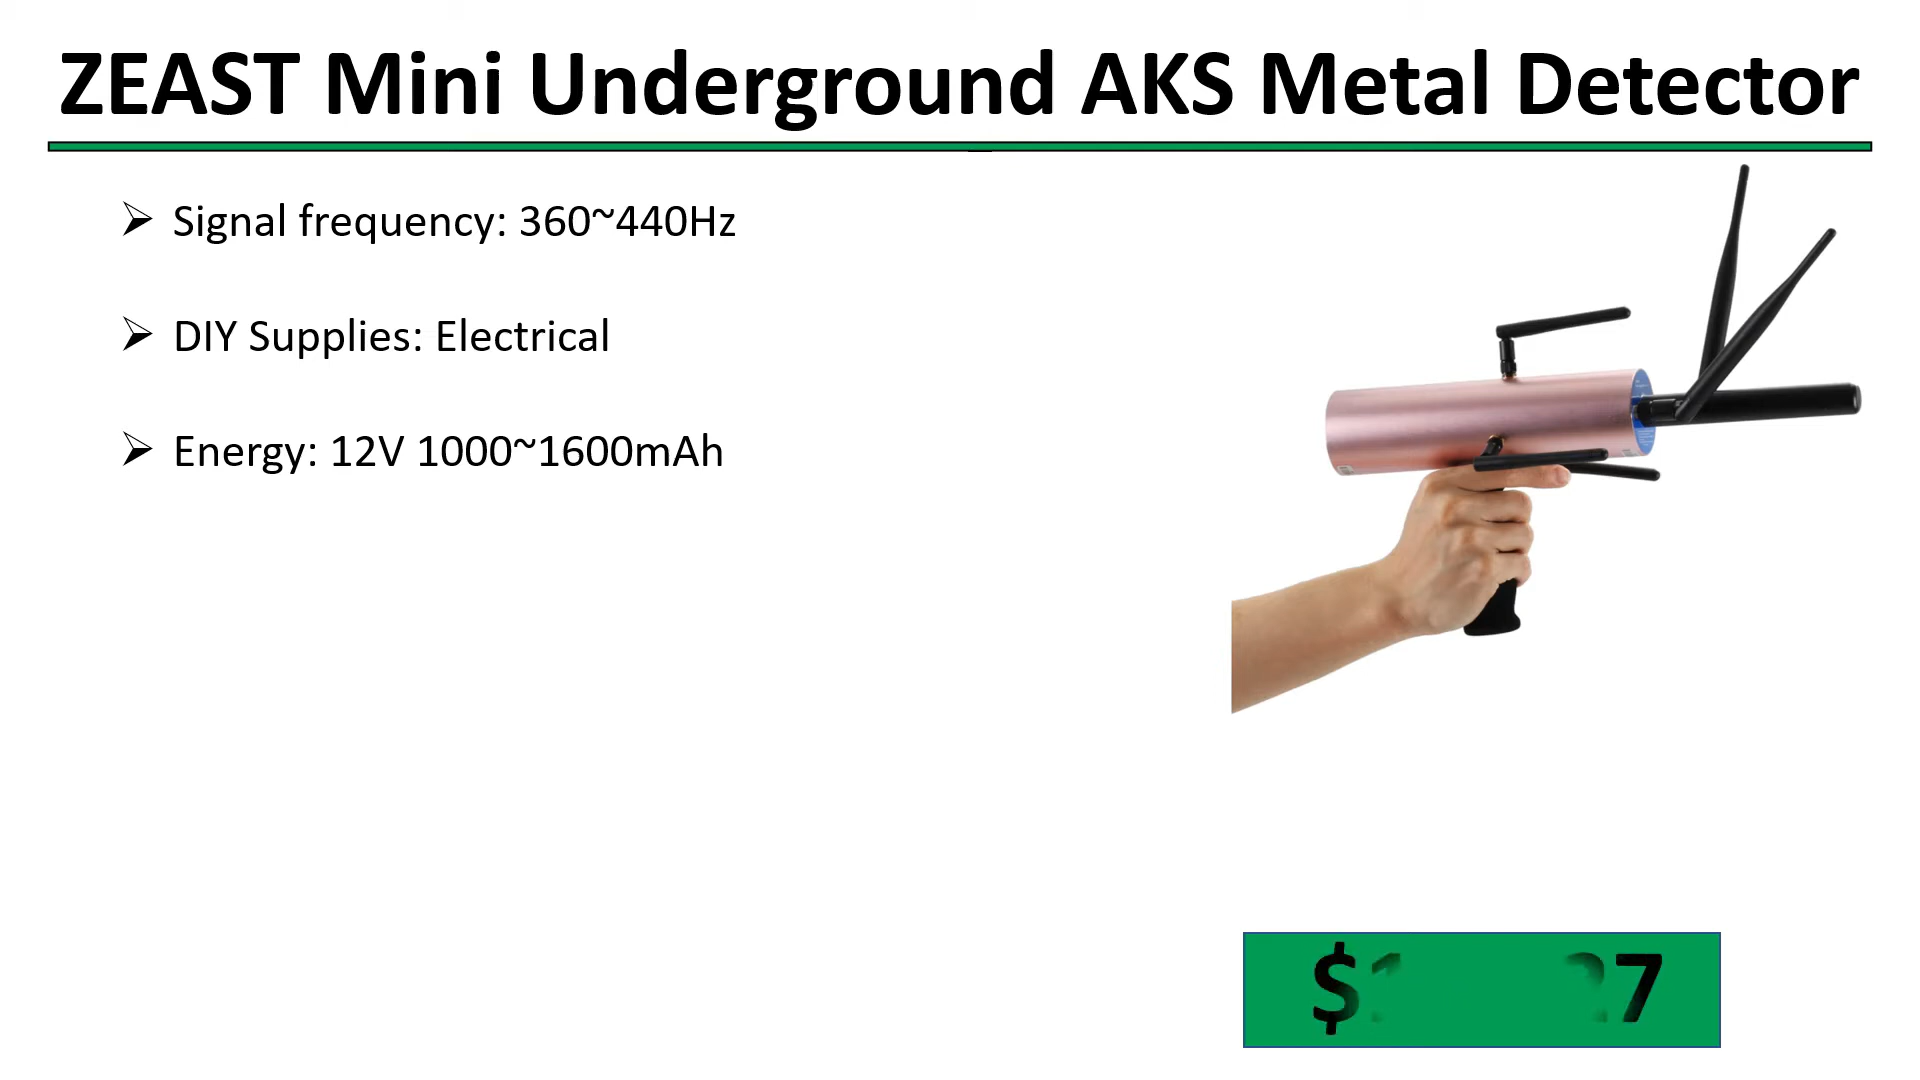 ZEAST Mini Underground AKS Metal Detector
Signal frequency: 360~440Hz
DIY Supplies: Electrical
Energy: 12V 1000~1600mAh